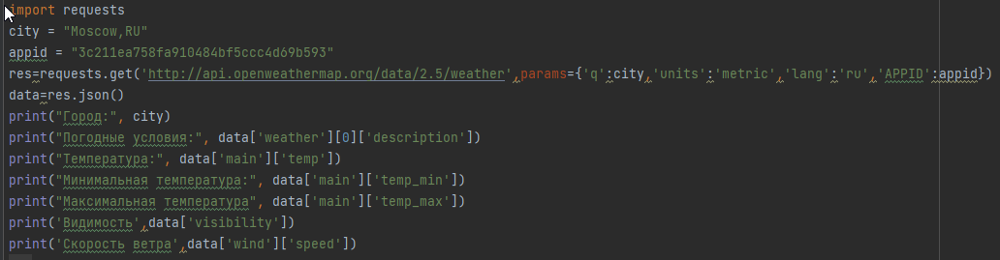 import requests
city = "Moscow,RU"
appid = "3c211ea758fa910484bf5ccc4d69b593"
res=requests.get('http://api.openweathermap.org/data/2.5/weather',params={'q':city,'units':'metric','lang':'ru','APPID':appid})
data=res.json()
print("Город:", city)
print("Погодные условия:", data['weather'][0]['description'])
print("Температура:", data['main']['temp'])
print("Минимальная температура:", data['main']['temp_min'])
print("Максимальная температура", data['main']['temp_max'])
print('Видимость',data['visibility'])
print('Скорость ветра',data['wind']['speed'])